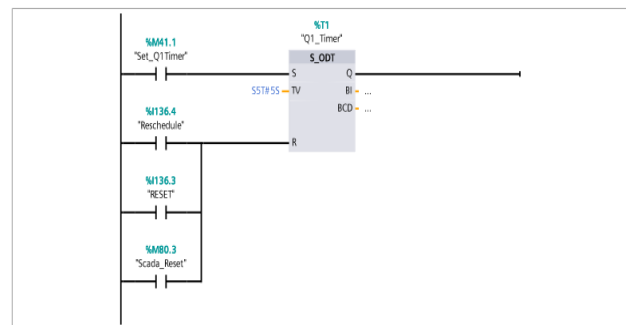 %T1
"Q1_Timer"
%M41.1
"Set_Q1Timer"
S_ODT
S Q
S5T#5S TV BI ...
BCD ...
%I136.4
"Reschedule"
R
%I136.3
"RESET"
%M80.3
"Scada_Reset"